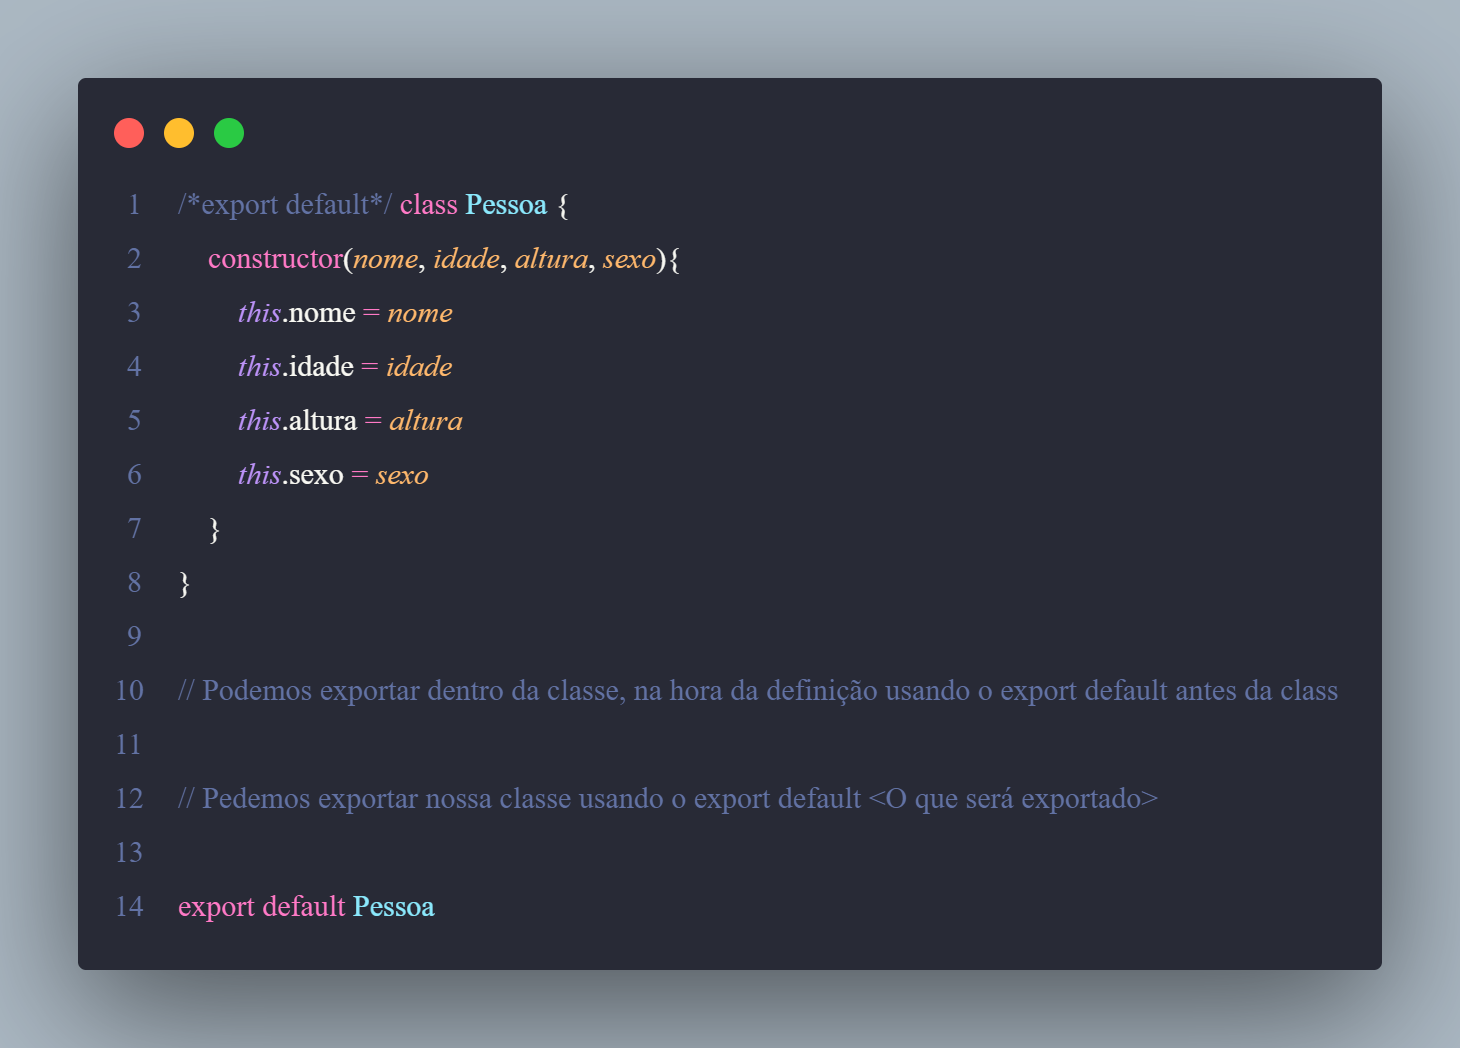 1 /*export default*/ class Pessoa {
2 constructor(nome, idade, altura, sexo){
3 this.nome = nome
4 this.idade = idade
5 this.altura = altura
6 this.sexo = sexo
7 }
8 }
9
10 // Podemos exportar dentro da classe, na hora da definição usando o export default antes da class
11
12 // Pedemos exportar nossa classe usando o export default <O que será exportado>
13
14 export default Pessoa